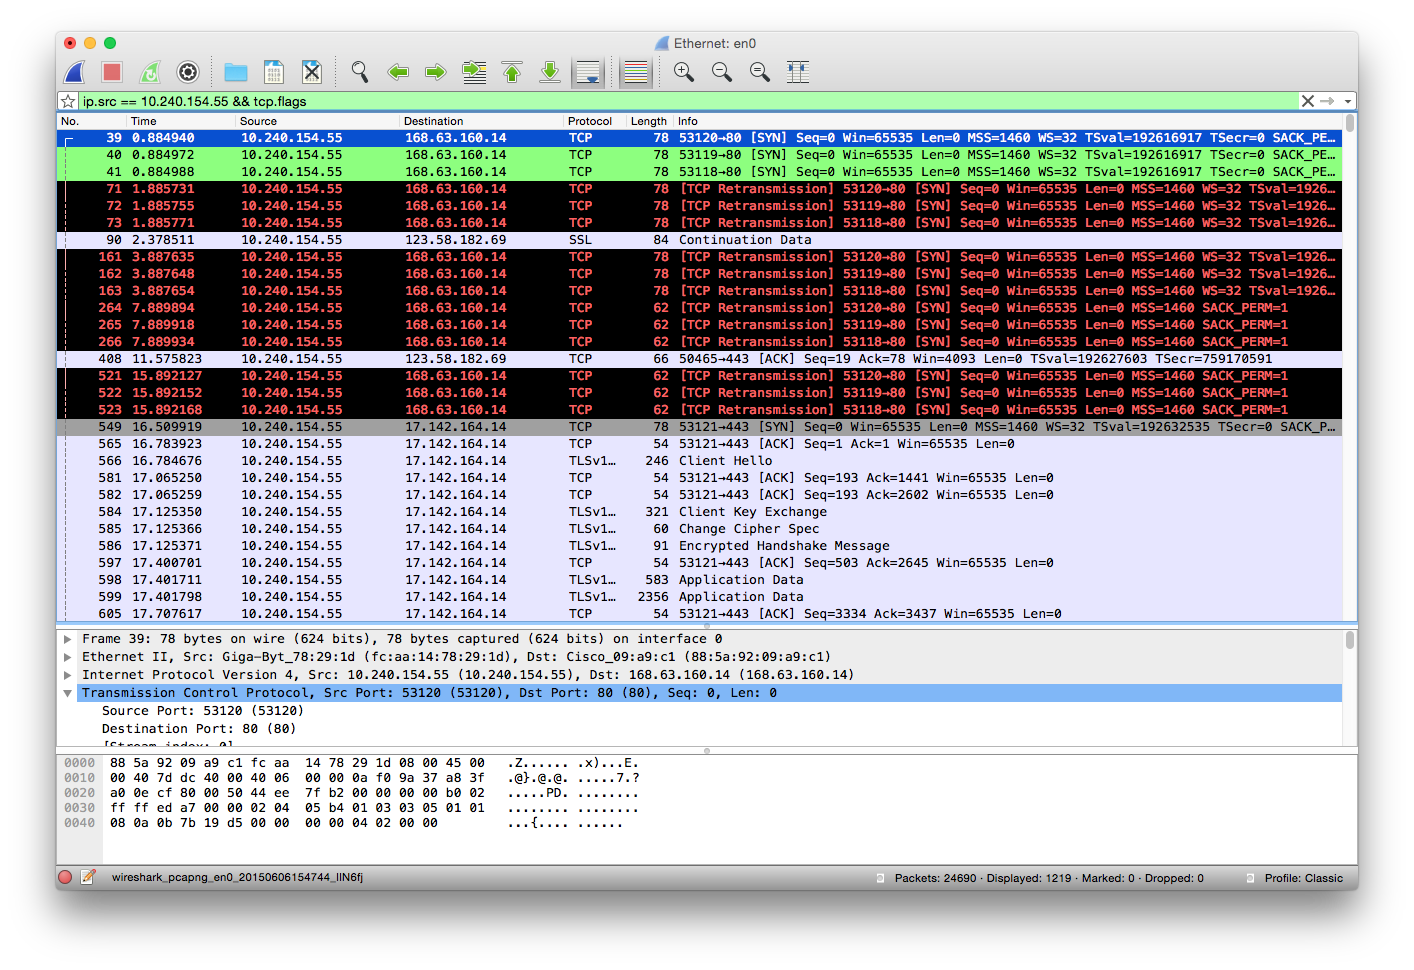 Ethernet: en0
ip.src == 10.240.154.55 && tcp.flags
No. Time Source Destination Protocol Length Info
39 0.884940 10.240.154.55 168.63.160.14 TCP 78 53120→80 [SYN] Seq=0 Win=65535 Len=0 MSS=1460 WS=32 TSval=192616917 TSecr=0 SACK_PE…
40 0.884972 10.240.154.55 168.63.160.14 TCP 78 53119→80 [SYN] Seq=0 Win=65535 Len=0 MSS=1460 WS=32 TSval=192616917 TSecr=0 SACK_PE…
41 0.884988 10.240.154.55 168.63.160.14 TCP 78 53118→80 [SYN] Seq=0 Win=65535 Len=0 MSS=1460 WS=32 TSval=192616917 TSecr=0 SACK_PE…
71 1.885731 10.240.154.55 168.63.160.14 TCP 78 [TCP Retransmission] 53120→80 [SYN] Seq=0 Win=65535 Len=0 MSS=1460 WS=32 TSval=1926…
72 1.885755 10.240.154.55 168.63.160.14 TCP 78 [TCP Retransmission] 53119→80 [SYN] Seq=0 Win=65535 Len=0 MSS=1460 WS=32 TSval=1926…
73 1.885771 10.240.154.55 168.63.160.14 TCP 78 [TCP Retransmission] 53118→80 [SYN] Seq=0 Win=65535 Len=0 MSS=1460 WS=32 TSval=1926…
90 2.378511 10.240.154.55 123.58.182.69 SSL 84 Continuation Data
161 3.887635 10.240.154.55 168.63.160.14 TCP 78 [TCP Retransmission] 53120→80 [SYN] Seq=0 Win=65535 Len=0 MSS=1460 WS=32 TSval=1926…
162 3.887648 10.240.154.55 168.63.160.14 TCP 78 [TCP Retransmission] 53119→80 [SYN] Seq=0 Win=65535 Len=0 MSS=1460 WS=32 TSval=1926…
163 3.887654 10.240.154.55 168.63.160.14 TCP 78 [TCP Retransmission] 53118→80 [SYN] Seq=0 Win=65535 Len=0 MSS=1460 WS=32 TSval=1926…
264 7.889894 10.240.154.55 168.63.160.14 TCP 62 [TCP Retransmission] 53120→80 [SYN] Seq=0 Win=65535 Len=0 MSS=1460 SACK_PERM=1
265 7.889918 10.240.154.55 168.63.160.14 TCP 62 [TCP Retransmission] 53119→80 [SYN] Seq=0 Win=65535 Len=0 MSS=1460 SACK_PERM=1
266 7.889934 10.240.154.55 168.63.160.14 TCP 62 [TCP Retransmission] 53118→80 [SYN] Seq=0 Win=65535 Len=0 MSS=1460 SACK_PERM=1
408 11.575823 10.240.154.55 123.58.182.69 TCP 66 50465→443 [ACK] Seq=19 Ack=78 Win=4093 Len=0 TSval=192627603 TSecr=759170591
521 15.892127 10.240.154.55 168.63.160.14 TCP 62 [TCP Retransmission] 53120→80 [SYN] Seq=0 Win=65535 Len=0 MSS=1460 SACK_PERM=1
522 15.892152 10.240.154.55 168.63.160.14 TCP 62 [TCP Retransmission] 53119→80 [SYN] Seq=0 Win=65535 Len=0 MSS=1460 SACK_PERM=1
523 15.892168 10.240.154.55 168.63.160.14 TCP 62 [TCP Retransmission] 53118→80 [SYN] Seq=0 Win=65535 Len=0 MSS=1460 SACK_PERM=1
549 16.509919 10.240.154.55 17.142.164.14 TCP 78 53121→443 [SYN] Seq=0 Win=65535 Len=0 MSS=1460 WS=32 TSval=192632535 TSecr=0 SACK_P…
565 16.783923 10.240.154.55 17.142.164.14 TCP 54 53121→443 [ACK] Seq=1 Ack=1 Win=65535 Len=0
566 16.784676 10.240.154.55 17.142.164.14 TLSv1… 246 Client Hello
581 17.065250 10.240.154.55 17.142.164.14 TCP 54 53121→443 [ACK] Seq=193 Ack=1441 Win=65535 Len=0
582 17.065259 10.240.154.55 17.142.164.14 TCP 54 53121→443 [ACK] Seq=193 Ack=2602 Win=65535 Len=0
584 17.125350 10.240.154.55 17.142.164.14 TLSv1… 321 Client Key Exchange
585 17.125366 10.240.154.55 17.142.164.14 TLSv1… 60 Change Cipher Spec
586 17.125371 10.240.154.55 17.142.164.14 TLSv1… 91 Encrypted Handshake Message
597 17.400701 10.240.154.55 17.142.164.14 TCP 54 53121→443 [ACK] Seq=503 Ack=2645 Win=65535 Len=0
598 17.401711 10.240.154.55 17.142.164.14 TLSv1… 583 Application Data
599 17.401798 10.240.154.55 17.142.164.14 TLSv1… 2356 Application Data
605 17.707617 10.240.154.55 17.142.164.14 TCP 54 53121→443 [ACK] Seq=3334 Ack=3437 Win=65535 Len=0
Frame 39: 78 bytes on wire (624 bits), 78 bytes captured (624 bits) on interface 0
Ethernet II, Src: Giga-Byt_78:29:1d (fc:aa:14:78:29:1d), Dst: Cisco_09:a9:c1 (88:5a:92:09:a9:c1)
Internet Protocol Version 4, Src: 10.240.154.55 (10.240.154.55), Dst: 168.63.160.14 (168.63.160.14)
Transmission Control Protocol, Src Port: 53120 (53120), Dst Port: 80 (80), Seq: 0, Len: 0
Source Port: 53120 (53120)
Destination Port: 80 (80)
[Stream index: 0]
0000 88 5a 92 09 a9 c1 fc aa 14 78 29 1d 08 00 45 00 .Z...... .x)...E.
0010 00 40 7d dc 40 00 40 06 00 00 0a f0 9a 37 a8 3f .@}.@.@. .....7.?
0020 a0 0e cf 80 00 50 44 ee 7f b2 00 00 00 00 b0 02 .....PD. ........
0030 ff ff ed a7 00 00 02 04 05 b4 01 03 03 05 01 01 ........ ........
0040 08 0a 0b 7b 19 d5 00 00 00 00 04 02 00 00 ...{.... ......
wireshark_pcapng_en0_20150606154744_IlN6fj
Packets: 24690 · Displayed: 1219 · Marked: 0 · Dropped: 0
Profile: Classic